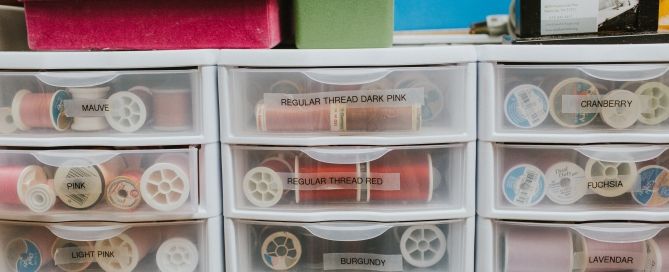 MAUVE
REGULAR THREAD DARK PINK
CRANBERRY
PINK
REGULAR THREAD RED
FUCHSIA
LIGHT PINK
BURGUNDY
LAVENDAR